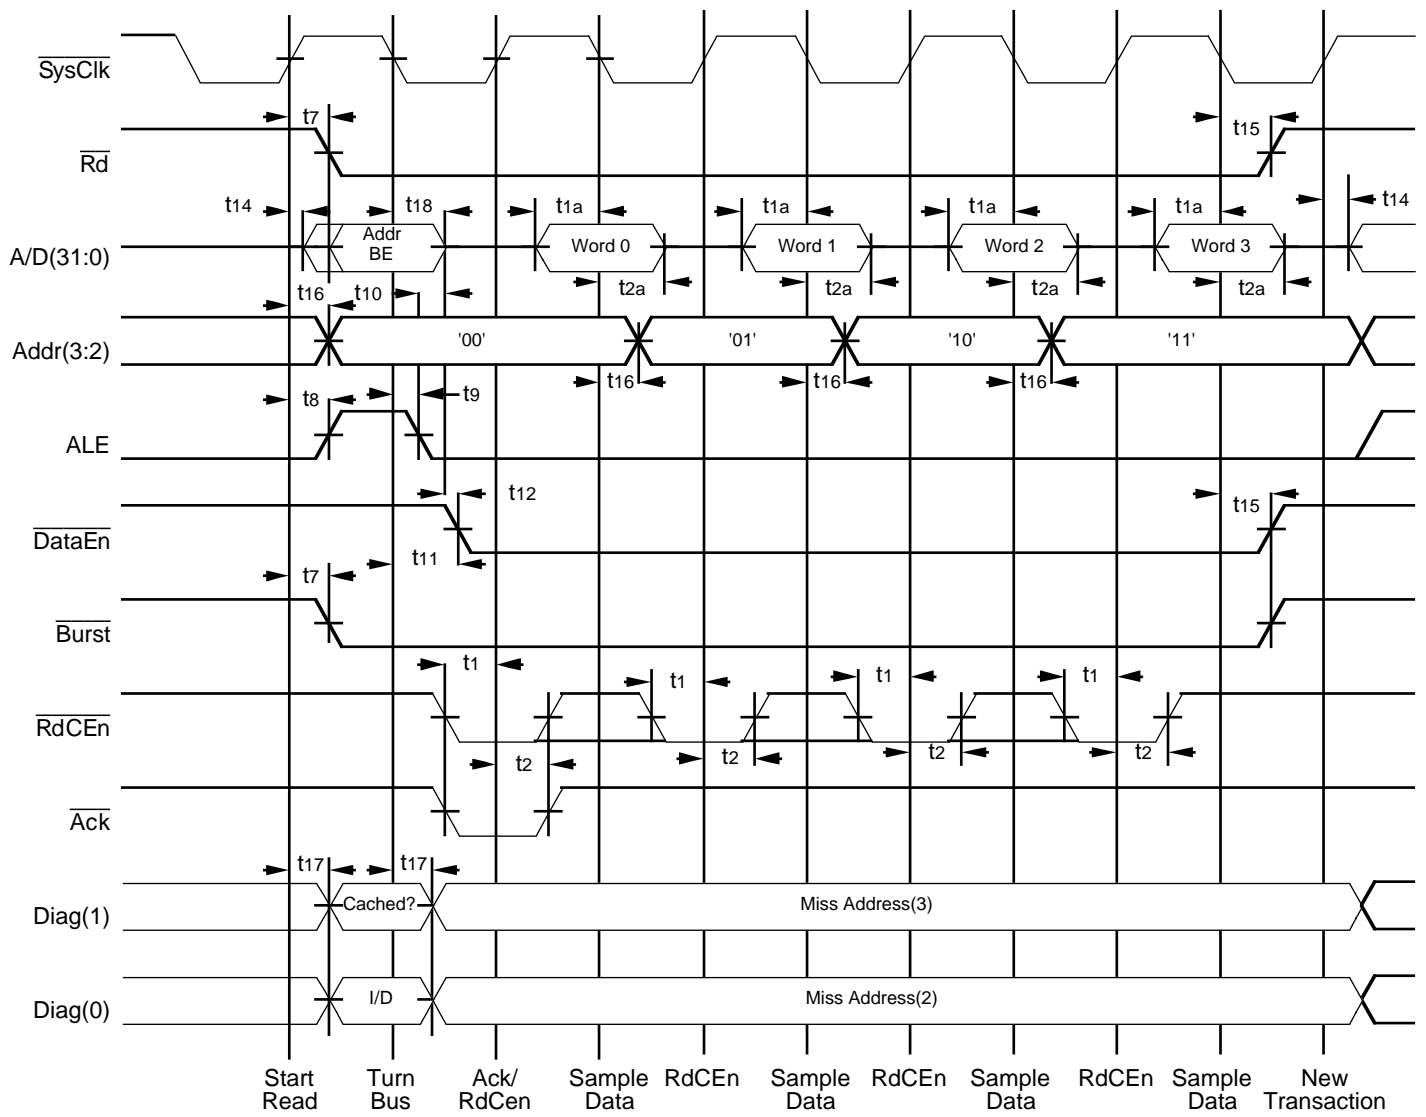 SysClk
t7
t15
Rd
t14
t18
t1a
t1a
t1a
t1a
t14
A/D(31:0)
Addr
BE
Word 0
Word 1
Word 2
Word 3
t16
t10
t2a
t2a
t2a
t2a
Addr(3:2)
'00'
'01'
'10'
'11'
t16
t16
t16
t8
t9
ALE
t12
t15
DataEn
t11
t7
Burst
t1
t1
t1
t1
RdCEn
t2
t2
t2
t2
Ack
t17
t17
Diag(1)
Cached?
Miss Address(3)
Diag(0)
I/D
Miss Address(2)
Start
Read
Turn
Bus
Ack/
RdCen
Sample
Data
RdCEn
Sample
Data
RdCEn
Sample
Data
RdCEn
Sample
Data
New
Transaction